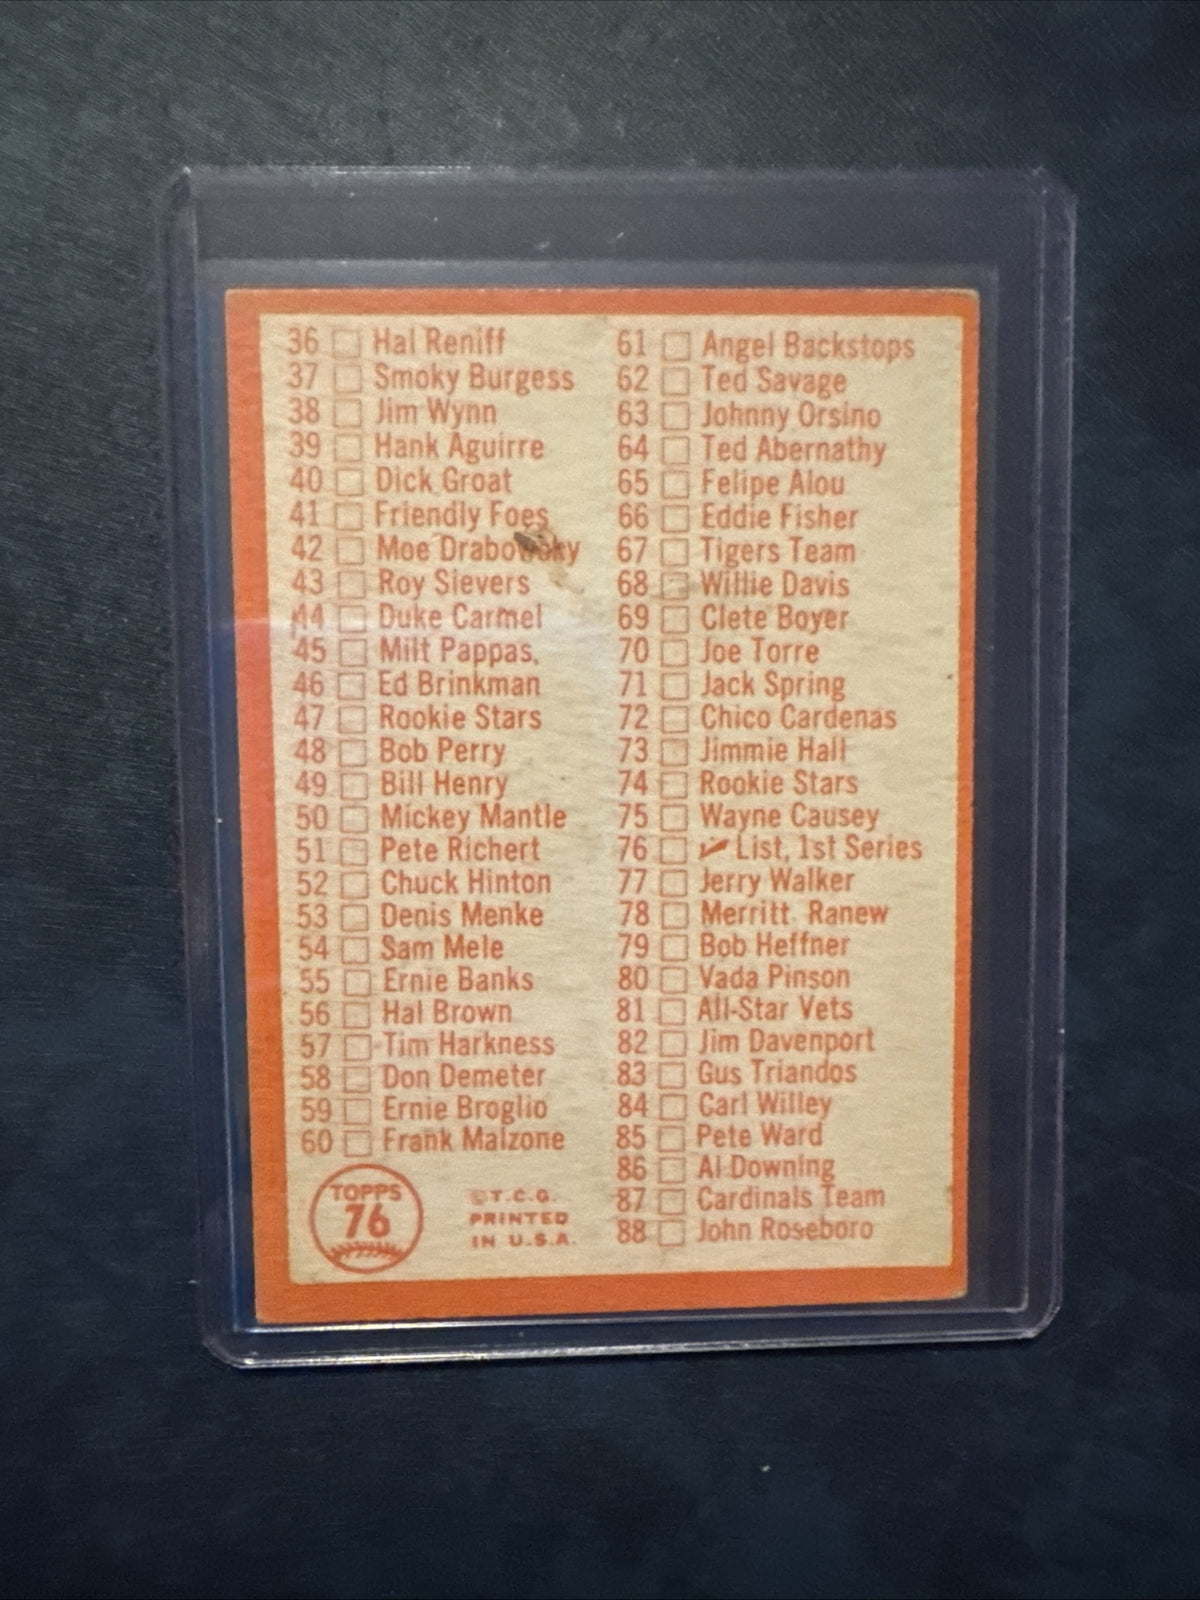 36 Hal Reniff
37 Smoky Burgess
38 Jim Wynn
39 Hank Aguirre
40 Dick Groat
41 Friendly Foes
42 Moe Drabowsky
43 Roy Sievers
44 Duke Carmel
45 Milt Pappas
46 Ed Brinkman
47 Rookie Stars
48 Bob Perry
49 Bill Henry
50 Mickey Mantle
51 Pete Richert
52 Chuck Hinton
53 Denis Menke
54 Sam Mele
55 Ernie Banks
56 Hal Brown
57 Tim Harkness
58 Don Demeter
59 Ernie Broglio
60 Frank Malzone
TOPPS
76
©T.C.G.
PRINTED
IN U.S.A.
61 Angel Backstops
62 Ted Savage
63 Johnny Orsino
64 Ted Abernathy
65 Felipe Alou
66 Eddie Fisher
67 Tigers Team
68 Willie Davis
69 Clete Boyer
70 Joe Torre
71 Jack Spring
72 Chico Cardenas
73 Jimmie Hall
74 Rookie Stars
75 Wayne Causey
76 ✓ List, 1st Series
77 Jerry Walker
78 Merritt Ranew
79 Bob Heffner
80 Vada Pinson
81 All-Star Vets
82 Jim Davenport
83 Gus Triandos
84 Carl Willey
85 Pete Ward
86 Al Downing
87 Cardinals Team
88 John Roseboro